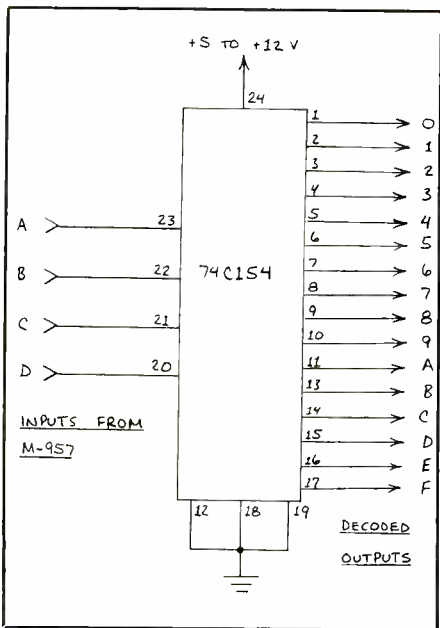 +5 TO +12 V
24
1 0
2 1
3 2
4 3
5 4
6 5
7 6
8 7
9 8
10 9
11 A
13 B
14 C
15 D
16 E
17 F
A 23
B 22
C 21
D 20
74C154
INPUTS FROM
M-957
12 18 19
DECODED
OUTPUTS